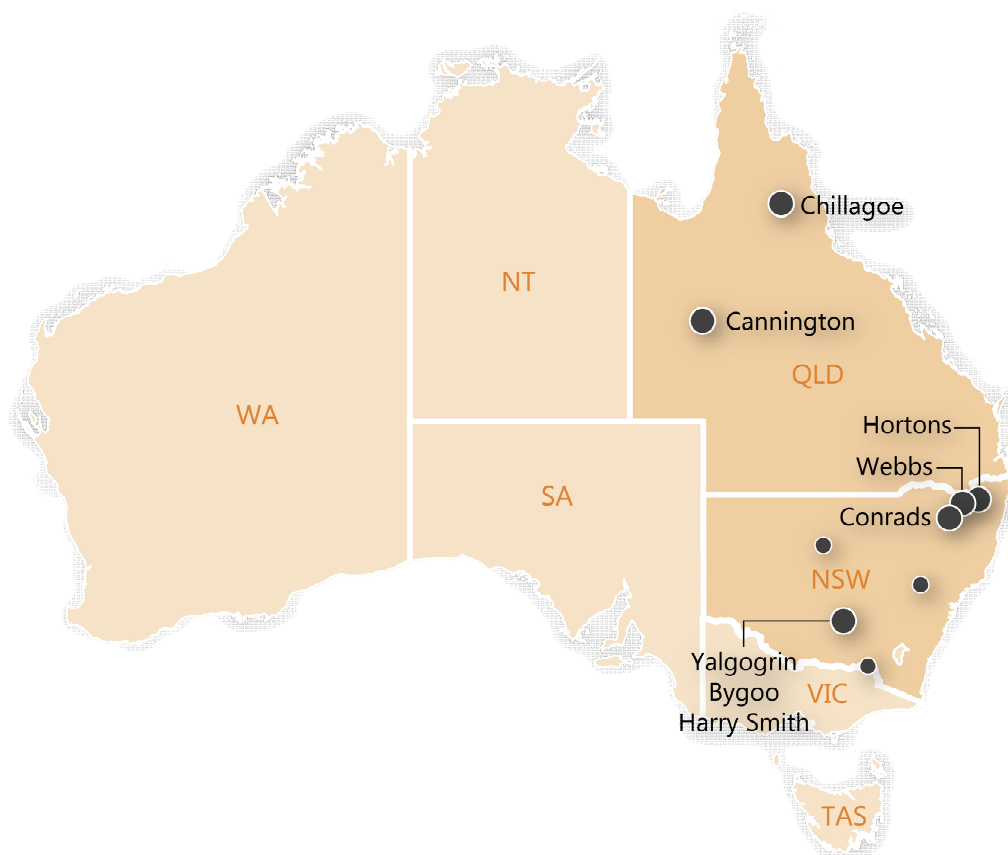 Chillagoe
NT
Cannington
QLD
WA
Hortons
Webbs
SA
Conrads
NSW
Yalgogrin
Bygoo
Harry Smith
VIC
TAS